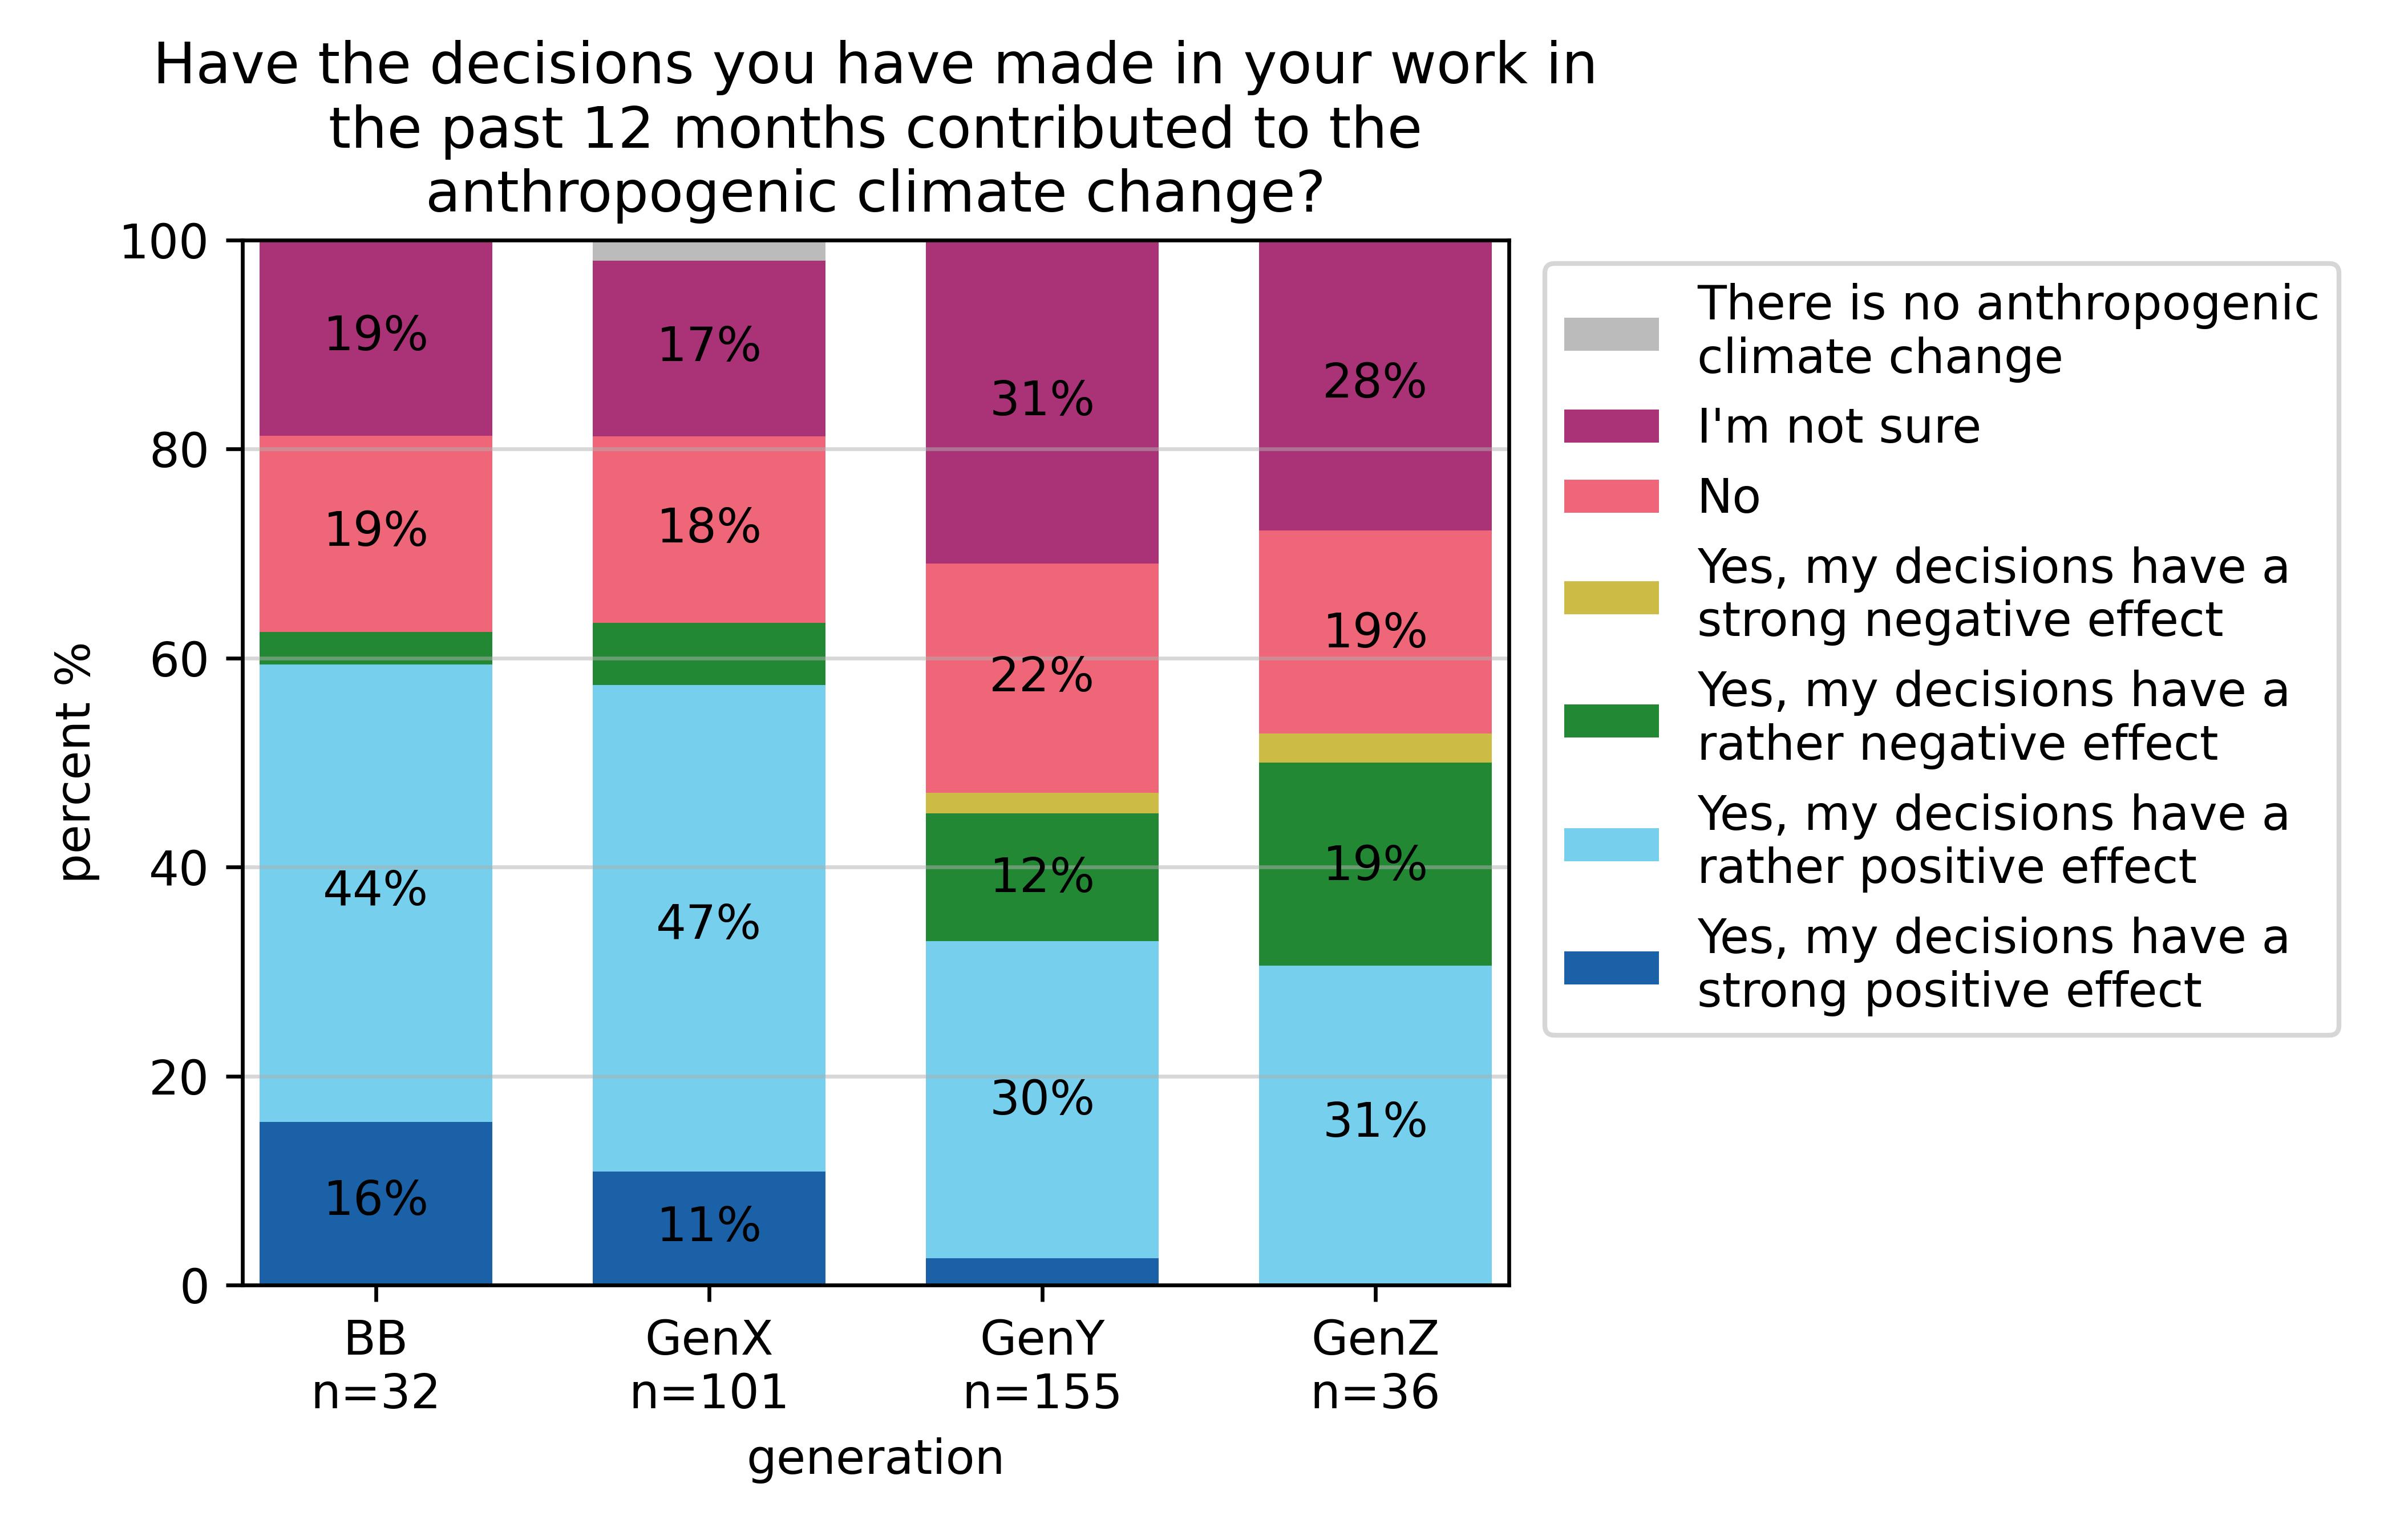 Have the decisions you have made in your work in
the past 12 months contributed to the
anthropogenic climate change?
percent %
100
80
60
40
20
0
19%
19%
44%
16%
17%
18%
47%
11%
31%
22%
12%
30%
28%
19%
19%
31%
BB
n=32
GenX
n=101
GenY
n=155
GenZ
n=36
generation
There is no anthropogenic
climate change
I'm not sure
No
Yes, my decisions have a
strong negative effect
Yes, my decisions have a
rather negative effect
Yes, my decisions have a
rather positive effect
Yes, my decisions have a
strong positive effect